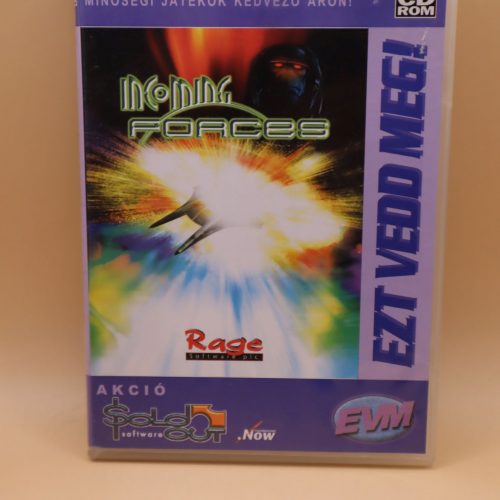 MINŐSÉGI JÁTÉKOK KEDVEZŐ ÁRON!
CD
ROM
INCOMING
FORCES
EZT VEDD MEG!
Rage
Software plc
AKCIÓ
SOLD
software OUT
.Now
EVM